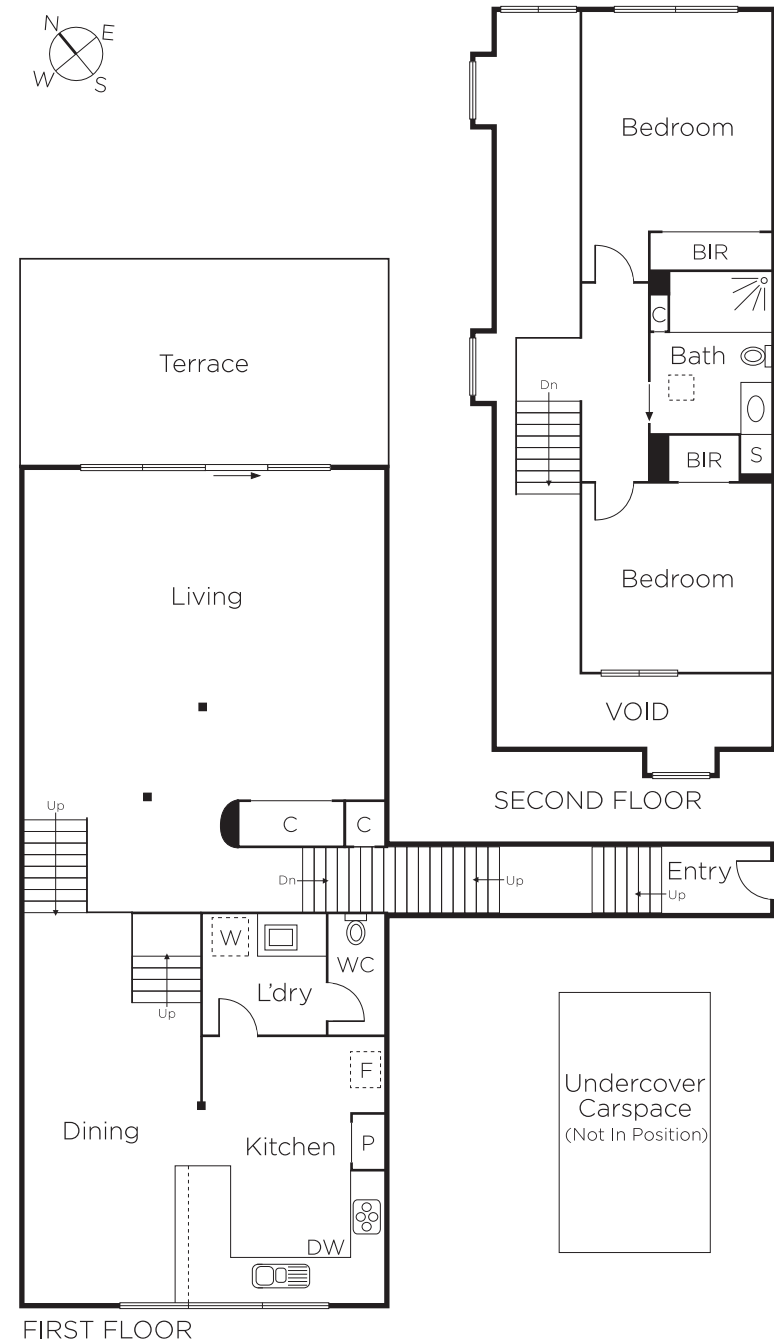 N
E
W
S
Bedroom
BIR
C
Bath
Dn
BIR
S
Bedroom
VOID
SECOND FLOOR
Terrace
Living
Up
C
C
Dn
Up
Entry
Up
W
WC
L'dry
Up
F
Dining
Kitchen
P
DW
Undercover
Carspace
(Not In Position)
FIRST FLOOR